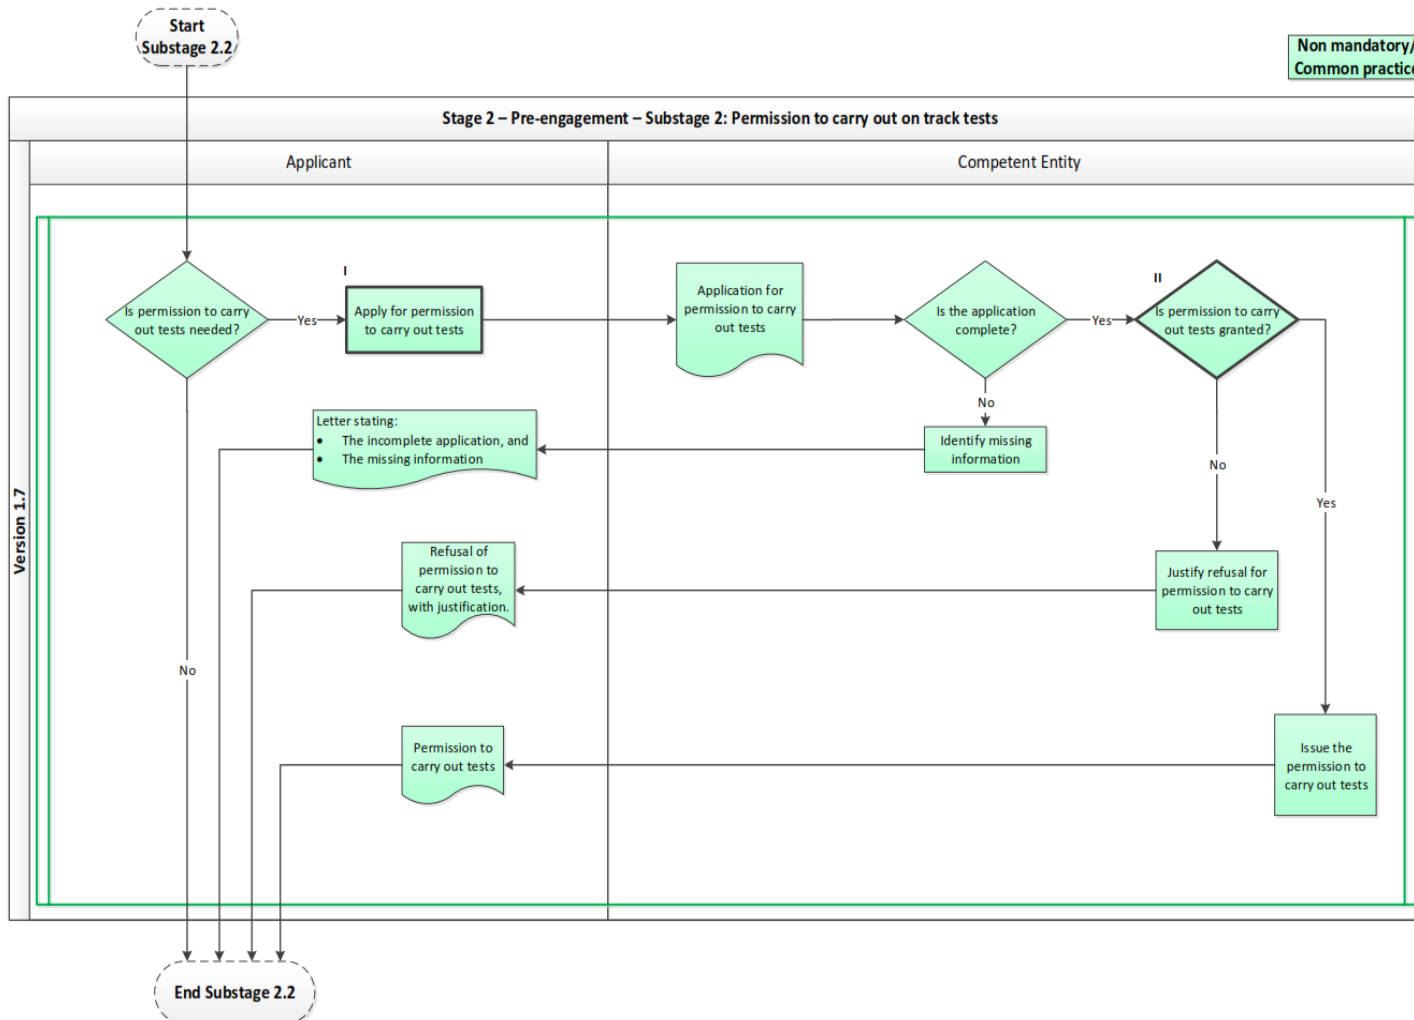 Start
Substage 2.2
Non mandatory/
Common practice
Stage 2 – Pre-engagement – Substage 2: Permission to carry out on track tests
Applicant
Competent Entity
Version 1.7
Is permission to carry
out tests needed?
Yes
I
Apply for permission
to carry out tests
Application for
permission to carry
out tests
Is the application
complete?
Yes
II
Is permission to carry
out tests granted?
No
Letter stating:
• The incomplete application, and
• The missing information
Identify missing
information
No
Yes
Refusal of
permission to
carry out tests,
with justification.
Justify refusal for
permission to carry
out tests
No
Permission to
carry out tests
Issue the
permission to
carry out tests
End Substage 2.2